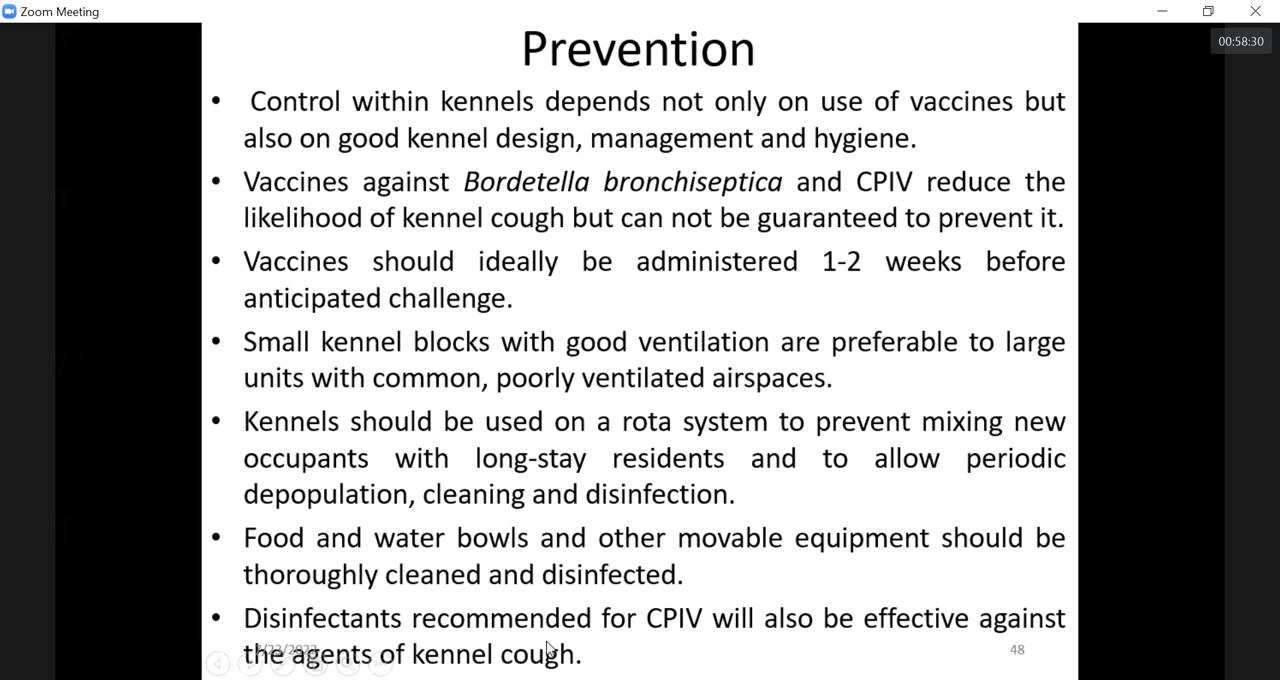 Zoom Meeting
00:58:30
Prevention
• Control within kennels depends not only on use of vaccines but
also on good kennel design, management and hygiene.
• Vaccines against Bordetella bronchiseptica and CPIV reduce the
likelihood of kennel cough but can not be guaranteed to prevent it.
• Vaccines should ideally be administered 1-2 weeks before
anticipated challenge.
• Small kennel blocks with good ventilation are preferable to large
units with common, poorly ventilated airspaces.
• Kennels should be used on a rota system to prevent mixing new
occupants with long-stay residents and to allow periodic
depopulation, cleaning and disinfection.
• Food and water bowls and other movable equipment should be
thoroughly cleaned and disinfected.
• Disinfectants recommended for CPIV will also be effective against
the agents of kennel cough.
48